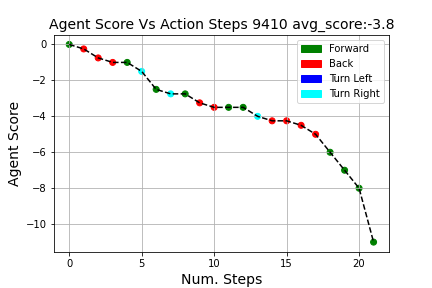 Agent Score Vs Action Steps 9410 avg_score:-3.8
Forward
Back
Turn Left
Turn Right
0
−2
−4
−6
−8
−10
Agent Score
0 5 10 15 20
Num. Steps